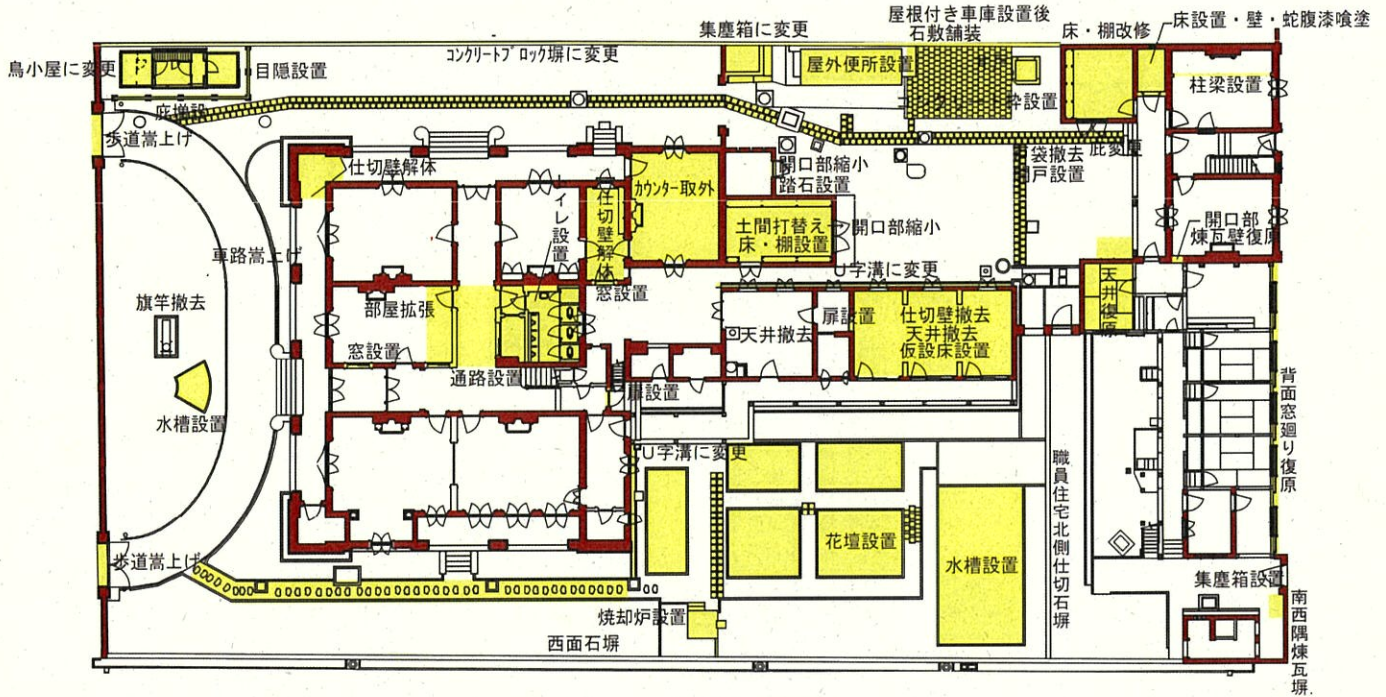 集塵箱に変更
屋根付き車庫設置後
石敷舗装
床・棚改修
床設置・壁・蛇腹漆喰塗
鳥小屋に変更
目隠設置
コンクリートブロック塀に変更
屋外便所設置
柱梁設置
庇増設
枠設置
歩道嵩上げ
仕切壁解体
トイレ設置
仕切壁解体
カウンター取外
開口部縮小
踏石設置
袋撤去
戸設置
庇変更
土間打替え
床・棚設置
開口部縮小
開口部
煉瓦壁復原
車路嵩上げ
窓設置
U字溝に変更
天井復原
旗竿撤去
部屋拡張
窓設置
天井撤去
扉設置
仕切壁撤去
天井撤去
仮設床設置
通路設置
扉設置
水槽設置
背面窓廻り復原
U字溝に変更
職員住宅北側仕切石塀
花壇設置
水槽設置
歩道嵩上げ
集塵箱設置
焼却炉設置
西面石塀
南西隅煉瓦塀.